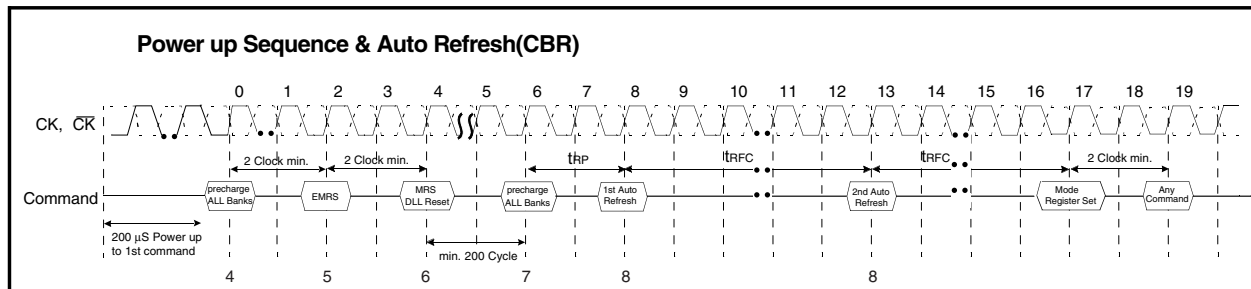 Power up Sequence & Auto Refresh(CBR)
0 1 2 3 4 5 6 7 8 9 10 11 12 13 14 15 16 17 18 19
CK, CK
2 Clock min. 2 Clock min. tRP tRFC tRFC 2 Clock min.
Command
precharge
ALL Banks
EMRS
MRS
DLL Reset
precharge
ALL Banks
1st Auto
Refresh
2nd Auto
Refresh
Mode
Register Set
Any
Command
200 µS Power up
to 1st command
min. 200 Cycle
4 5 6 7 8 8